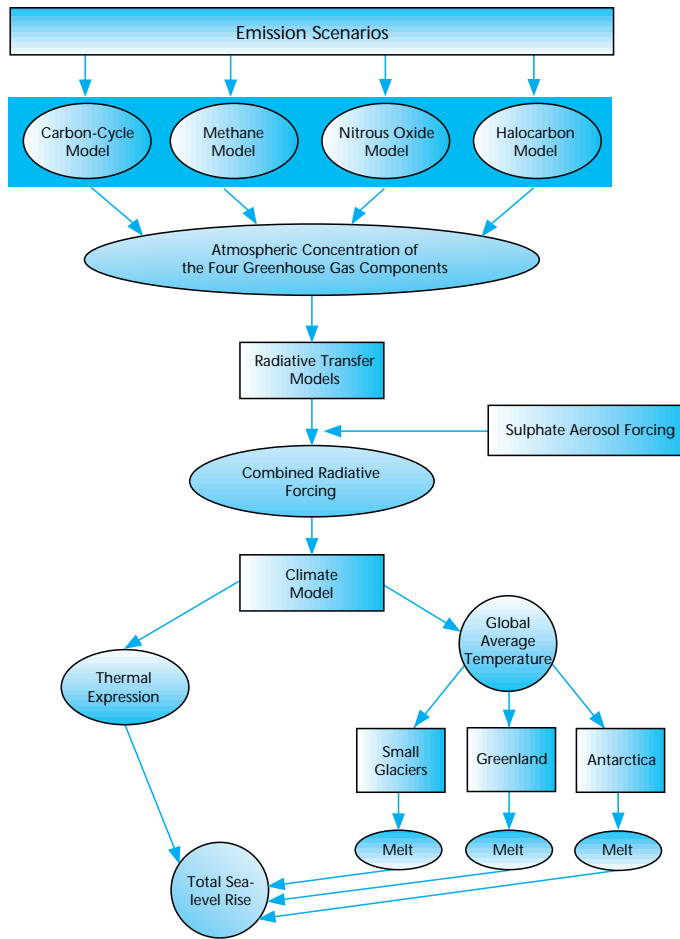 Emission Scenarios
Carbon-Cycle
Model
Methane
Model
Nitrous Oxide
Model
Halocarbon
Model
Atmospheric Concentration of
the Four Greenhouse Gas Components
Radiative Transfer
Models
Sulphate Aerosol Forcing
Combined Radiative
Forcing
Climate
Model
Global
Average
Temperature
Thermal
Expression
Small
Glaciers
Greenland
Antarctica
Melt
Melt
Melt
Total Sea-
level Rise